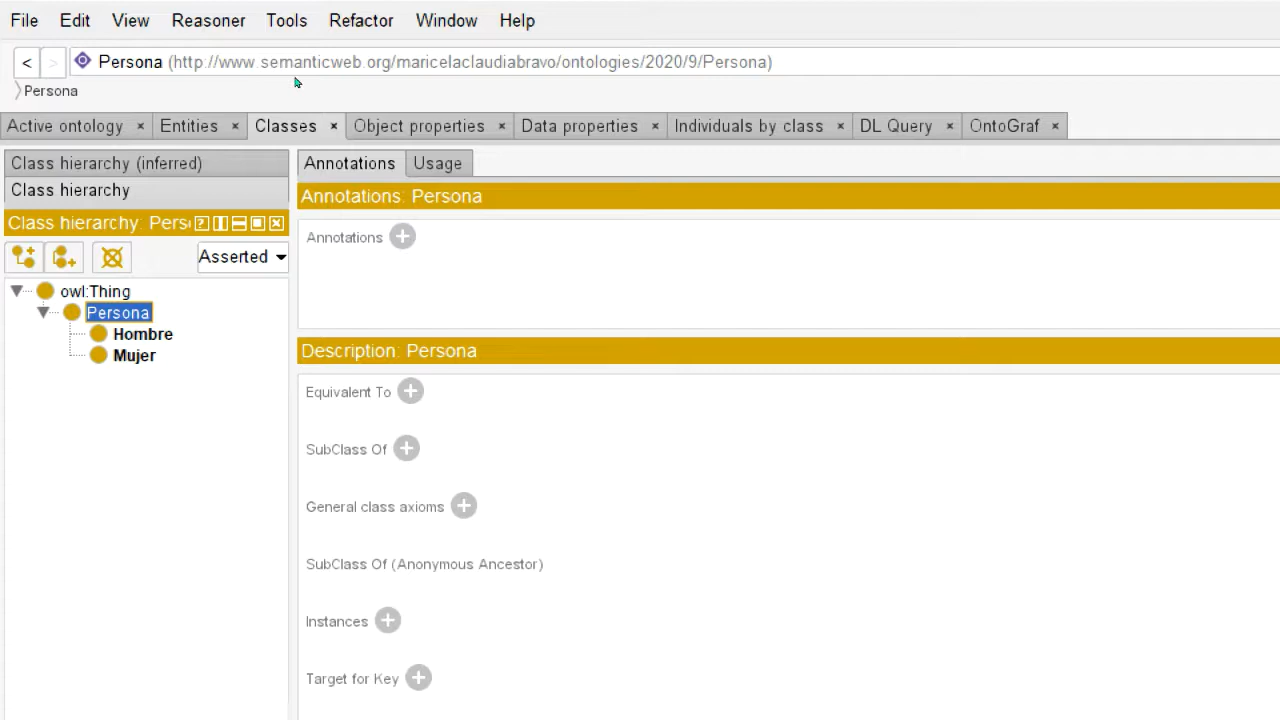 File Edit View Reasoner Tools Refactor Window Help
< > Persona (http://www semanticweb.org/maricelaclaudiabravo/ontologies/2020/9/Persona)
Persona
Active ontology × Entities × Classes × Object properties × Data properties × Individuals by class × DL Query × OntoGraf ×
Class hierarchy (inferred)
Class hierarchy
Class hierarchy: Pers
Asserted
owl:Thing
Persona
Hombre
Mujer
Annotations Usage
Annotations: Persona
Annotations
Description: Persona
Equivalent To
SubClass Of
General class axioms
SubClass Of (Anonymous Ancestor)
Instances
Target for Key